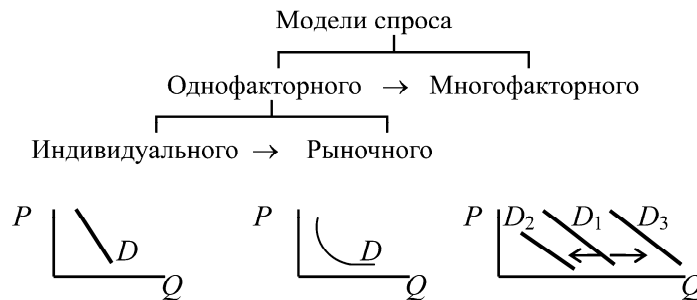 Модели спроса
Однофакторного → Многофакторного
Индивидуального → Рыночного
P D Q
P D Q
P D₂ D₁ D₃ Q